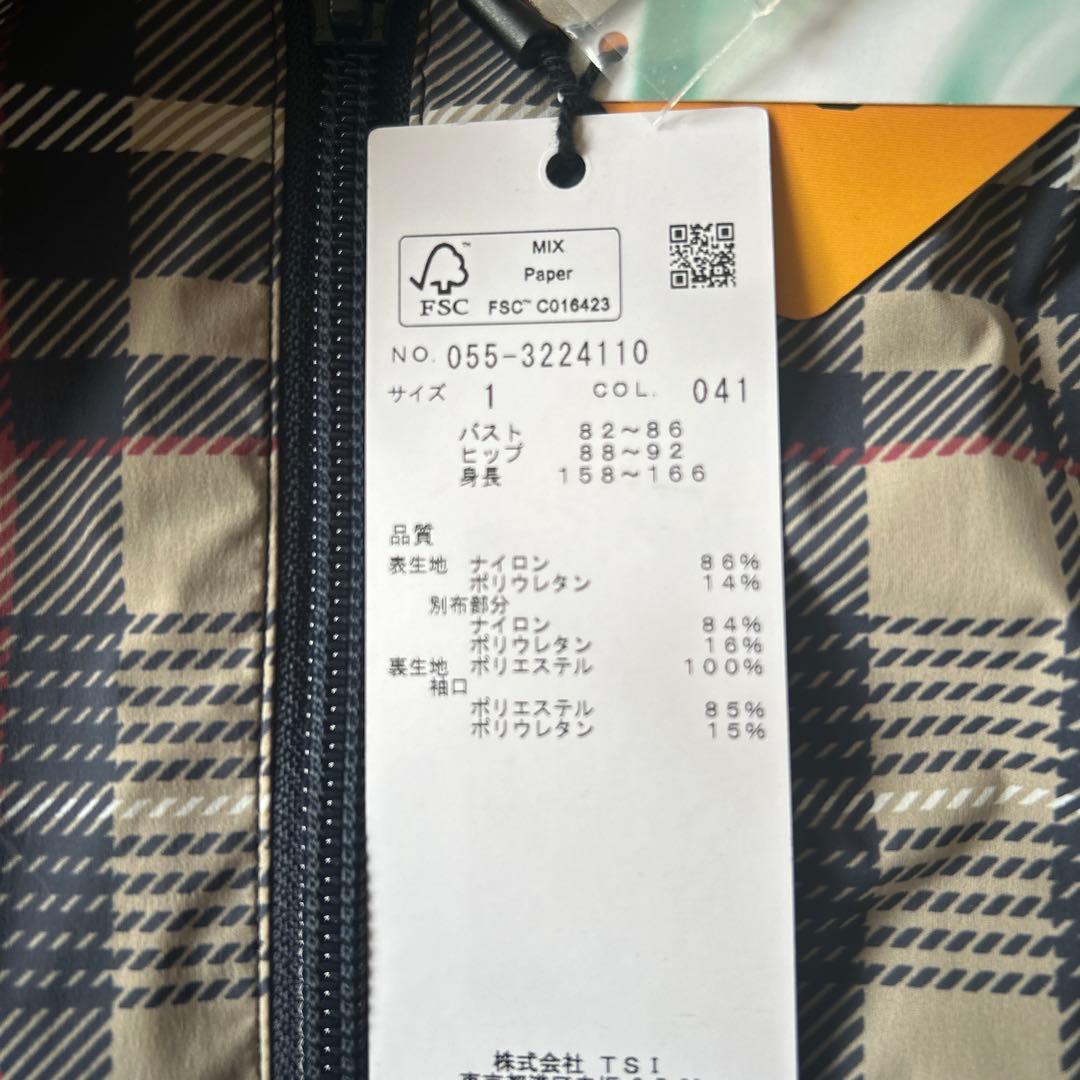 MIX
Paper
FSC™ C016423
FSC
NO. 055-3224110
サイズ 1 COL. 041
バスト 82～86
ヒップ 88～92
身長 158～166
品質
表生地 ナイロン 86%
ポリウレタン 14%
別布部分
ナイロン 84%
ポリウレタン 16%
裏生地 ポリエステル 100%
袖口
ポリエステル 85%
ポリウレタン 15%
株式会社 TSI